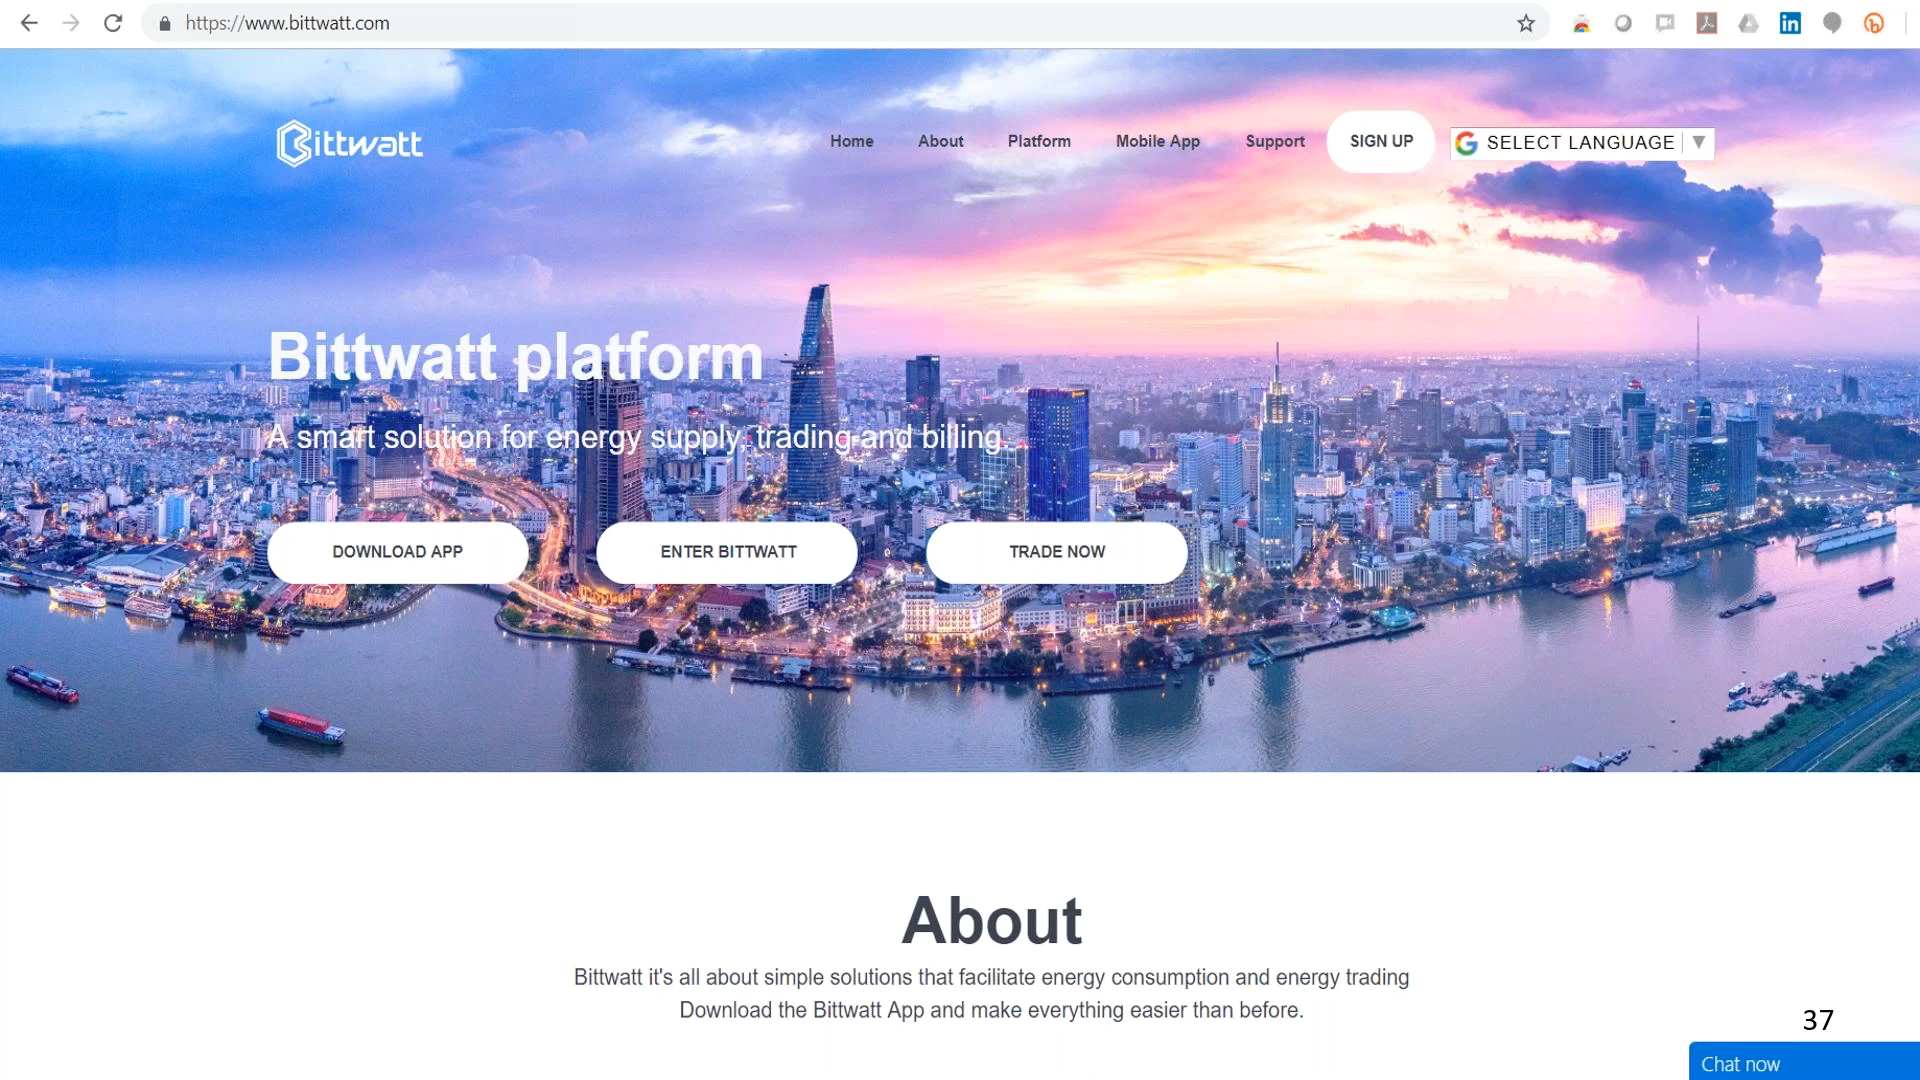 https://www.bittwatt.com
Bittwatt
Home About Platform Mobile App Support SIGN UP SELECT LANGUAGE
Bittwatt platform
A smart solution for energy supply, trading and billing.
DOWNLOAD APP ENTER BITTWATT TRADE NOW
About
Bittwatt it's all about simple solutions that facilitate energy consumption and energy trading
Download the Bittwatt App and make everything easier than before.
37
Chat now